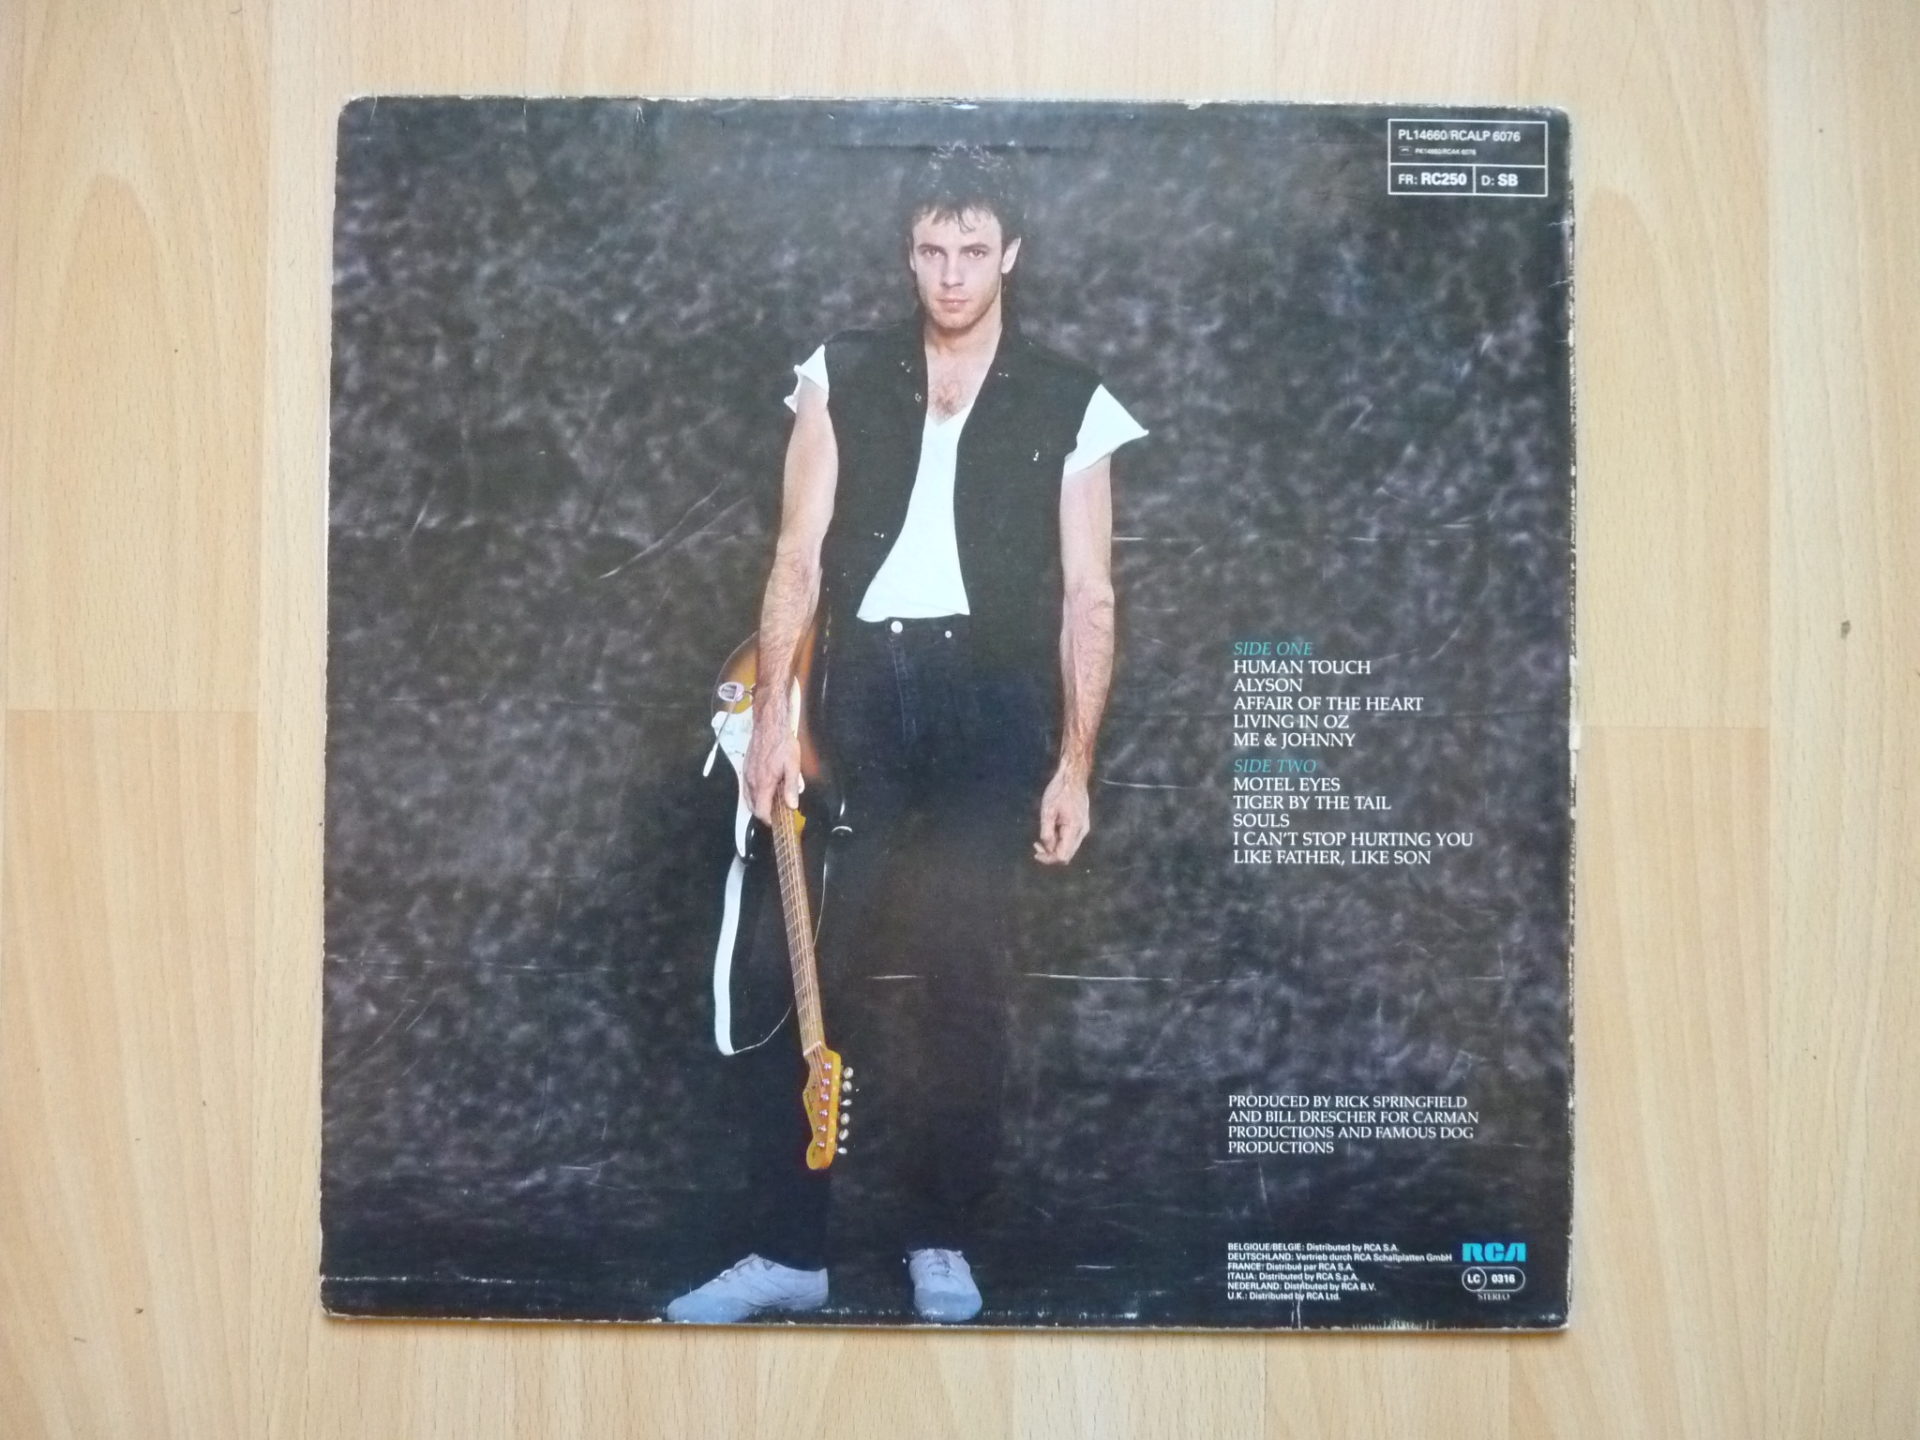 PL14660/RCALP 6076
PK14660/RCAK 6076
FR: RC250 D: SB
SIDE ONE
HUMAN TOUCH
ALYSON
AFFAIR OF THE HEART
LIVING IN OZ
ME & JOHNNY
SIDE TWO
MOTEL EYES
TIGER BY THE TAIL
SOULS
I CAN'T STOP HURTING YOU
LIKE FATHER, LIKE SON
PRODUCED BY RICK SPRINGFIELD
AND BILL DRESCHER FOR CARMAN
PRODUCTIONS AND FAMOUS DOG
PRODUCTIONS
BELGIQUE/BELGIE: Distributed by RCA S.A.
DEUTSCHLAND: Vertrieb durch RCA Schallplatten GmbH
FRANCE: Distribué par RCA S.A.
ITALIA: Distributed by RCA S.p.A.
NEDERLAND: Distributed by RCA B.V.
U.K.: Distributed by RCA Ltd.
RCA
LC 0316
STEREO